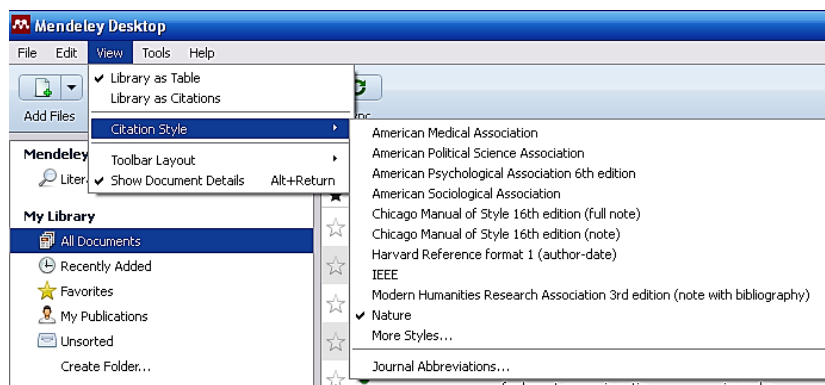 Mendeley Desktop
File Edit View Tools Help
Library as Table
Library as Citations
Add Files
Citation Style
American Medical Association
American Political Science Association
Mendeley
Toolbar Layout
American Psychological Association 6th edition
Show Document Details Alt+Return
American Sociological Association
My Library
Chicago Manual of Style 16th edition (full note)
Chicago Manual of Style 16th edition (note)
All Documents
Harvard Reference format 1 (author-date)
Recently Added
IEEE
Favorites
Modern Humanities Research Association 3rd edition (note with bibliography)
My Publications
Nature
Unsorted
More Styles...
Create Folder...
Journal Abbreviations...